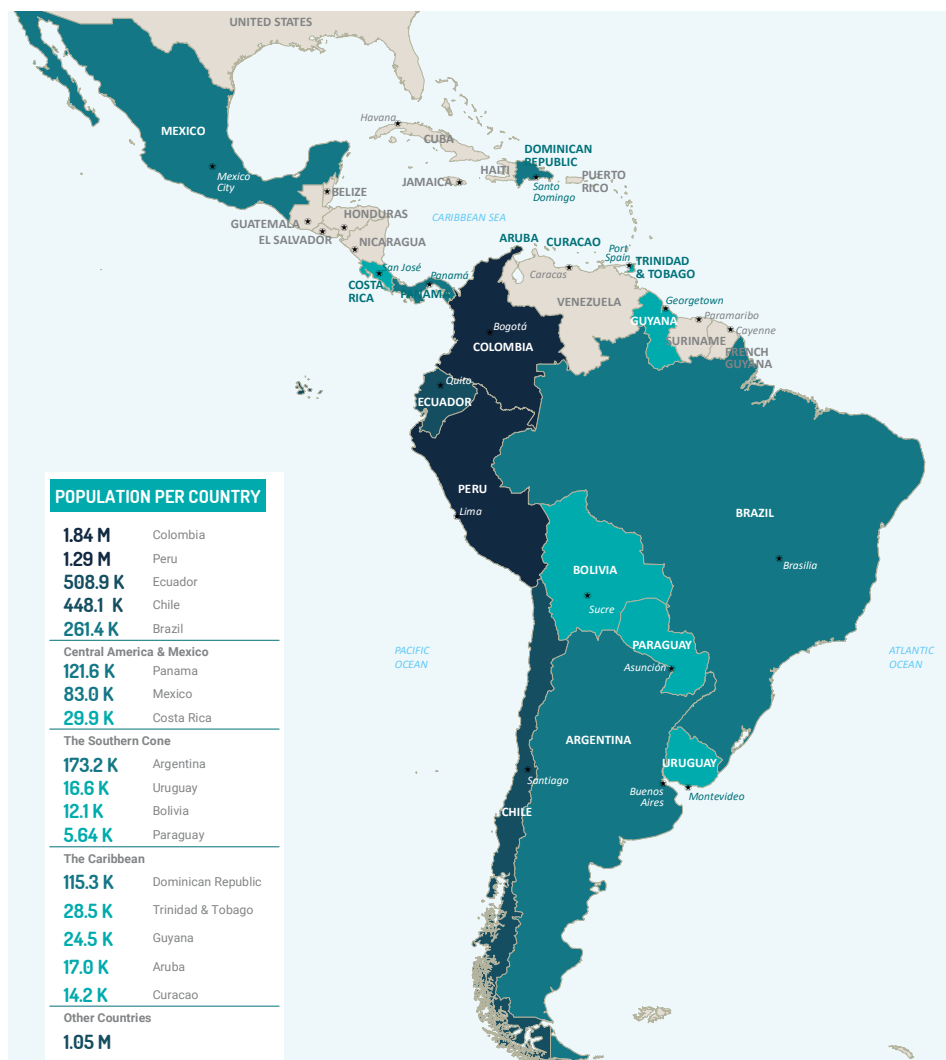 UNITED STATES
Havana
CUBA
MEXICO
DOMINICAN
REPUBLIC
HAITI
PUERTO
RICO
Mexico
City
JAMAICA
Santo
Domingo
BELIZE
HONDURAS
GUATEMALA
CARIBBEAN SEA
EL SALVADOR
NICARAGUA
ARUBA
CURACAO
Port
Spain
TRINIDAD
& TOBAGO
San José
Panamá
Caracas
COSTA
RICA
PANAMA
VENEZUELA
Georgetown
GUYANA
Paramaribo
Bogotá
Cayenne
SURINAME
COLOMBIA
FRENCH
GUYANA
Quito
ECUADOR
PERU
Lima
BRAZIL
Brasilia
BOLIVIA
Sucre
PARAGUAY
Asunción
PACIFIC
OCEAN
ATLANTIC
OCEAN
ARGENTINA
URUGUAY
Santiago
Buenos
Aires
Montevideo
CHILE
POPULATION PER COUNTRY
1.84 M Colombia
1.29 M Peru
508.9 K Ecuador
448.1 K Chile
261.4 K Brazil
Central America & Mexico
121.6 K Panama
83.0 K Mexico
29.9 K Costa Rica
The Southern Cone
173.2 K Argentina
16.6 K Uruguay
12.1 K Bolivia
5.64 K Paraguay
The Caribbean
115.3 K Dominican Republic
28.5 K Trinidad & Tobago
24.5 K Guyana
17.0 K Aruba
14.2 K Curacao
Other Countries
1.05 M